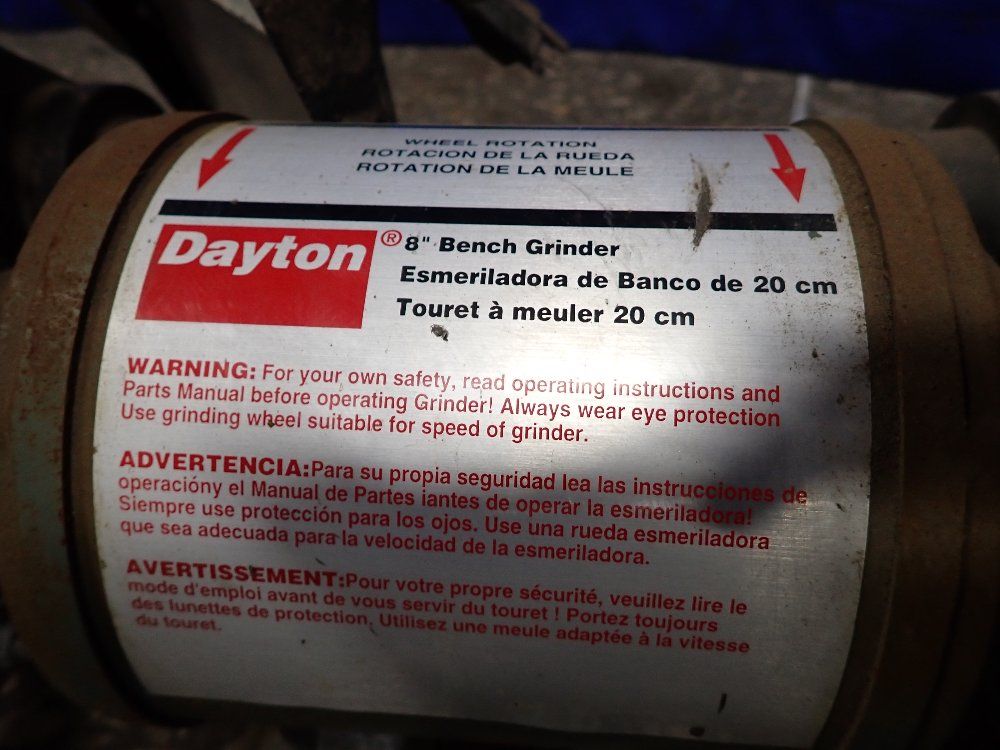 WHEEL ROTATION
ROTACION DE LA RUEDA
ROTATION DE LA MEULE
Dayton®
8" Bench Grinder
Esmeriladora de Banco de 20 cm
Touret à meuler 20 cm
WARNING: For your own safety, read operating instructions and
Parts Manual before operating Grinder! Always wear eye protection
Use grinding wheel suitable for speed of grinder.
ADVERTENCIA:Para su propia seguridad lea las instrucciones de
operacióny el Manual de Partes iantes de operar la esmeriladora!
Siempre use protección para los ojos. Use una rueda esmeriladora
que sea adecuada para la velocidad de la esmeriladora.
AVERTISSEMENT:Pour votre propre sécurité, veuillez lire le
mode d'emploi avant de vous servir du touret ! Portez toujours
des lunettes de protection. Utilisez une meule adaptée à la vitesse
du touret.